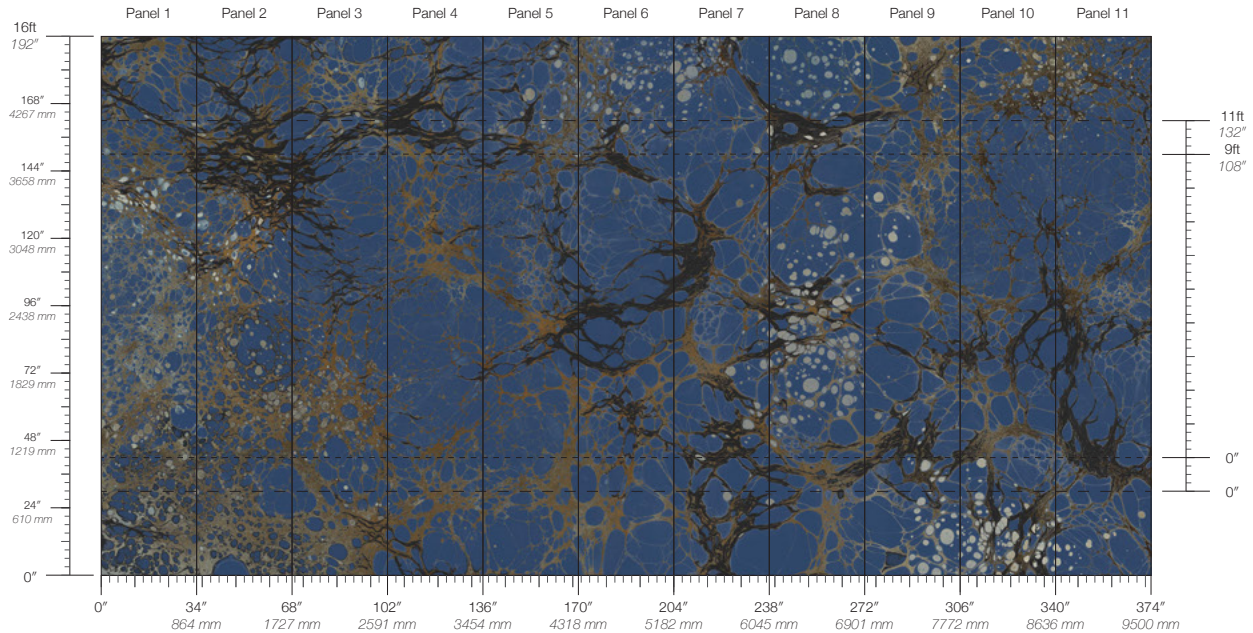 Panel 1 Panel 2 Panel 3 Panel 4 Panel 5 Panel 6 Panel 7 Panel 8 Panel 9 Panel 10 Panel 11
16ft
192"
168"
4267 mm
144"
3658 mm
120"
3048 mm
96"
2438 mm
72"
1829 mm
48"
1219 mm
24"
610 mm
0"
11ft
132"
9ft
108"
0"
0"
0" 34" 68" 102" 136" 170" 204" 238" 272" 306" 340" 374"
864 mm 1727 mm 2591 mm 3454 mm 4318 mm 5182 mm 6045 mm 6901 mm 7772 mm 8636 mm 9500 mm